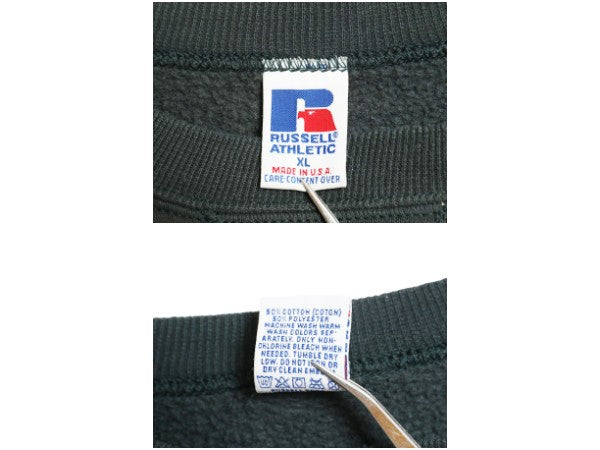 R
RUSSELL®
ATHLETIC
XL
MADE IN U.S.A.
CARE-CONTENT OVER
50% COTTON (COTON)
50% POLYESTER
MACHINE WASH WARM
WASH COLORS SEP-
ARATELY. ONLY NON-
CHLORINE BLEACH WHEN
NEEDED. TUMBLE DRY
LOW. DO NOT IRON OR
DRY CLEAN